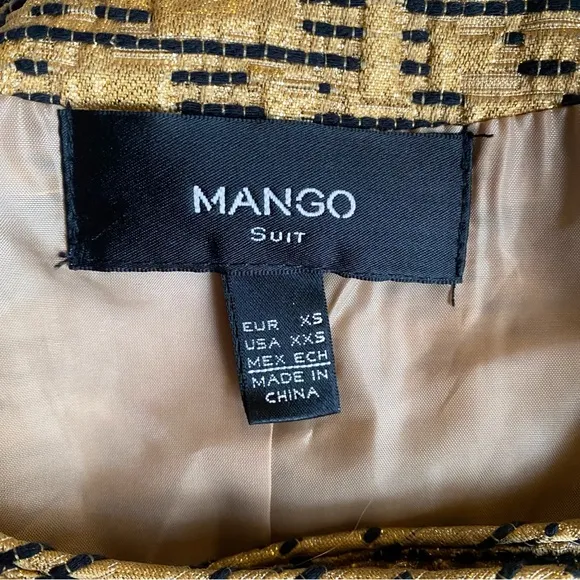 MANGO
SUIT
EUR XS
USA XXS
MEX ECH
MADE IN
CHINA